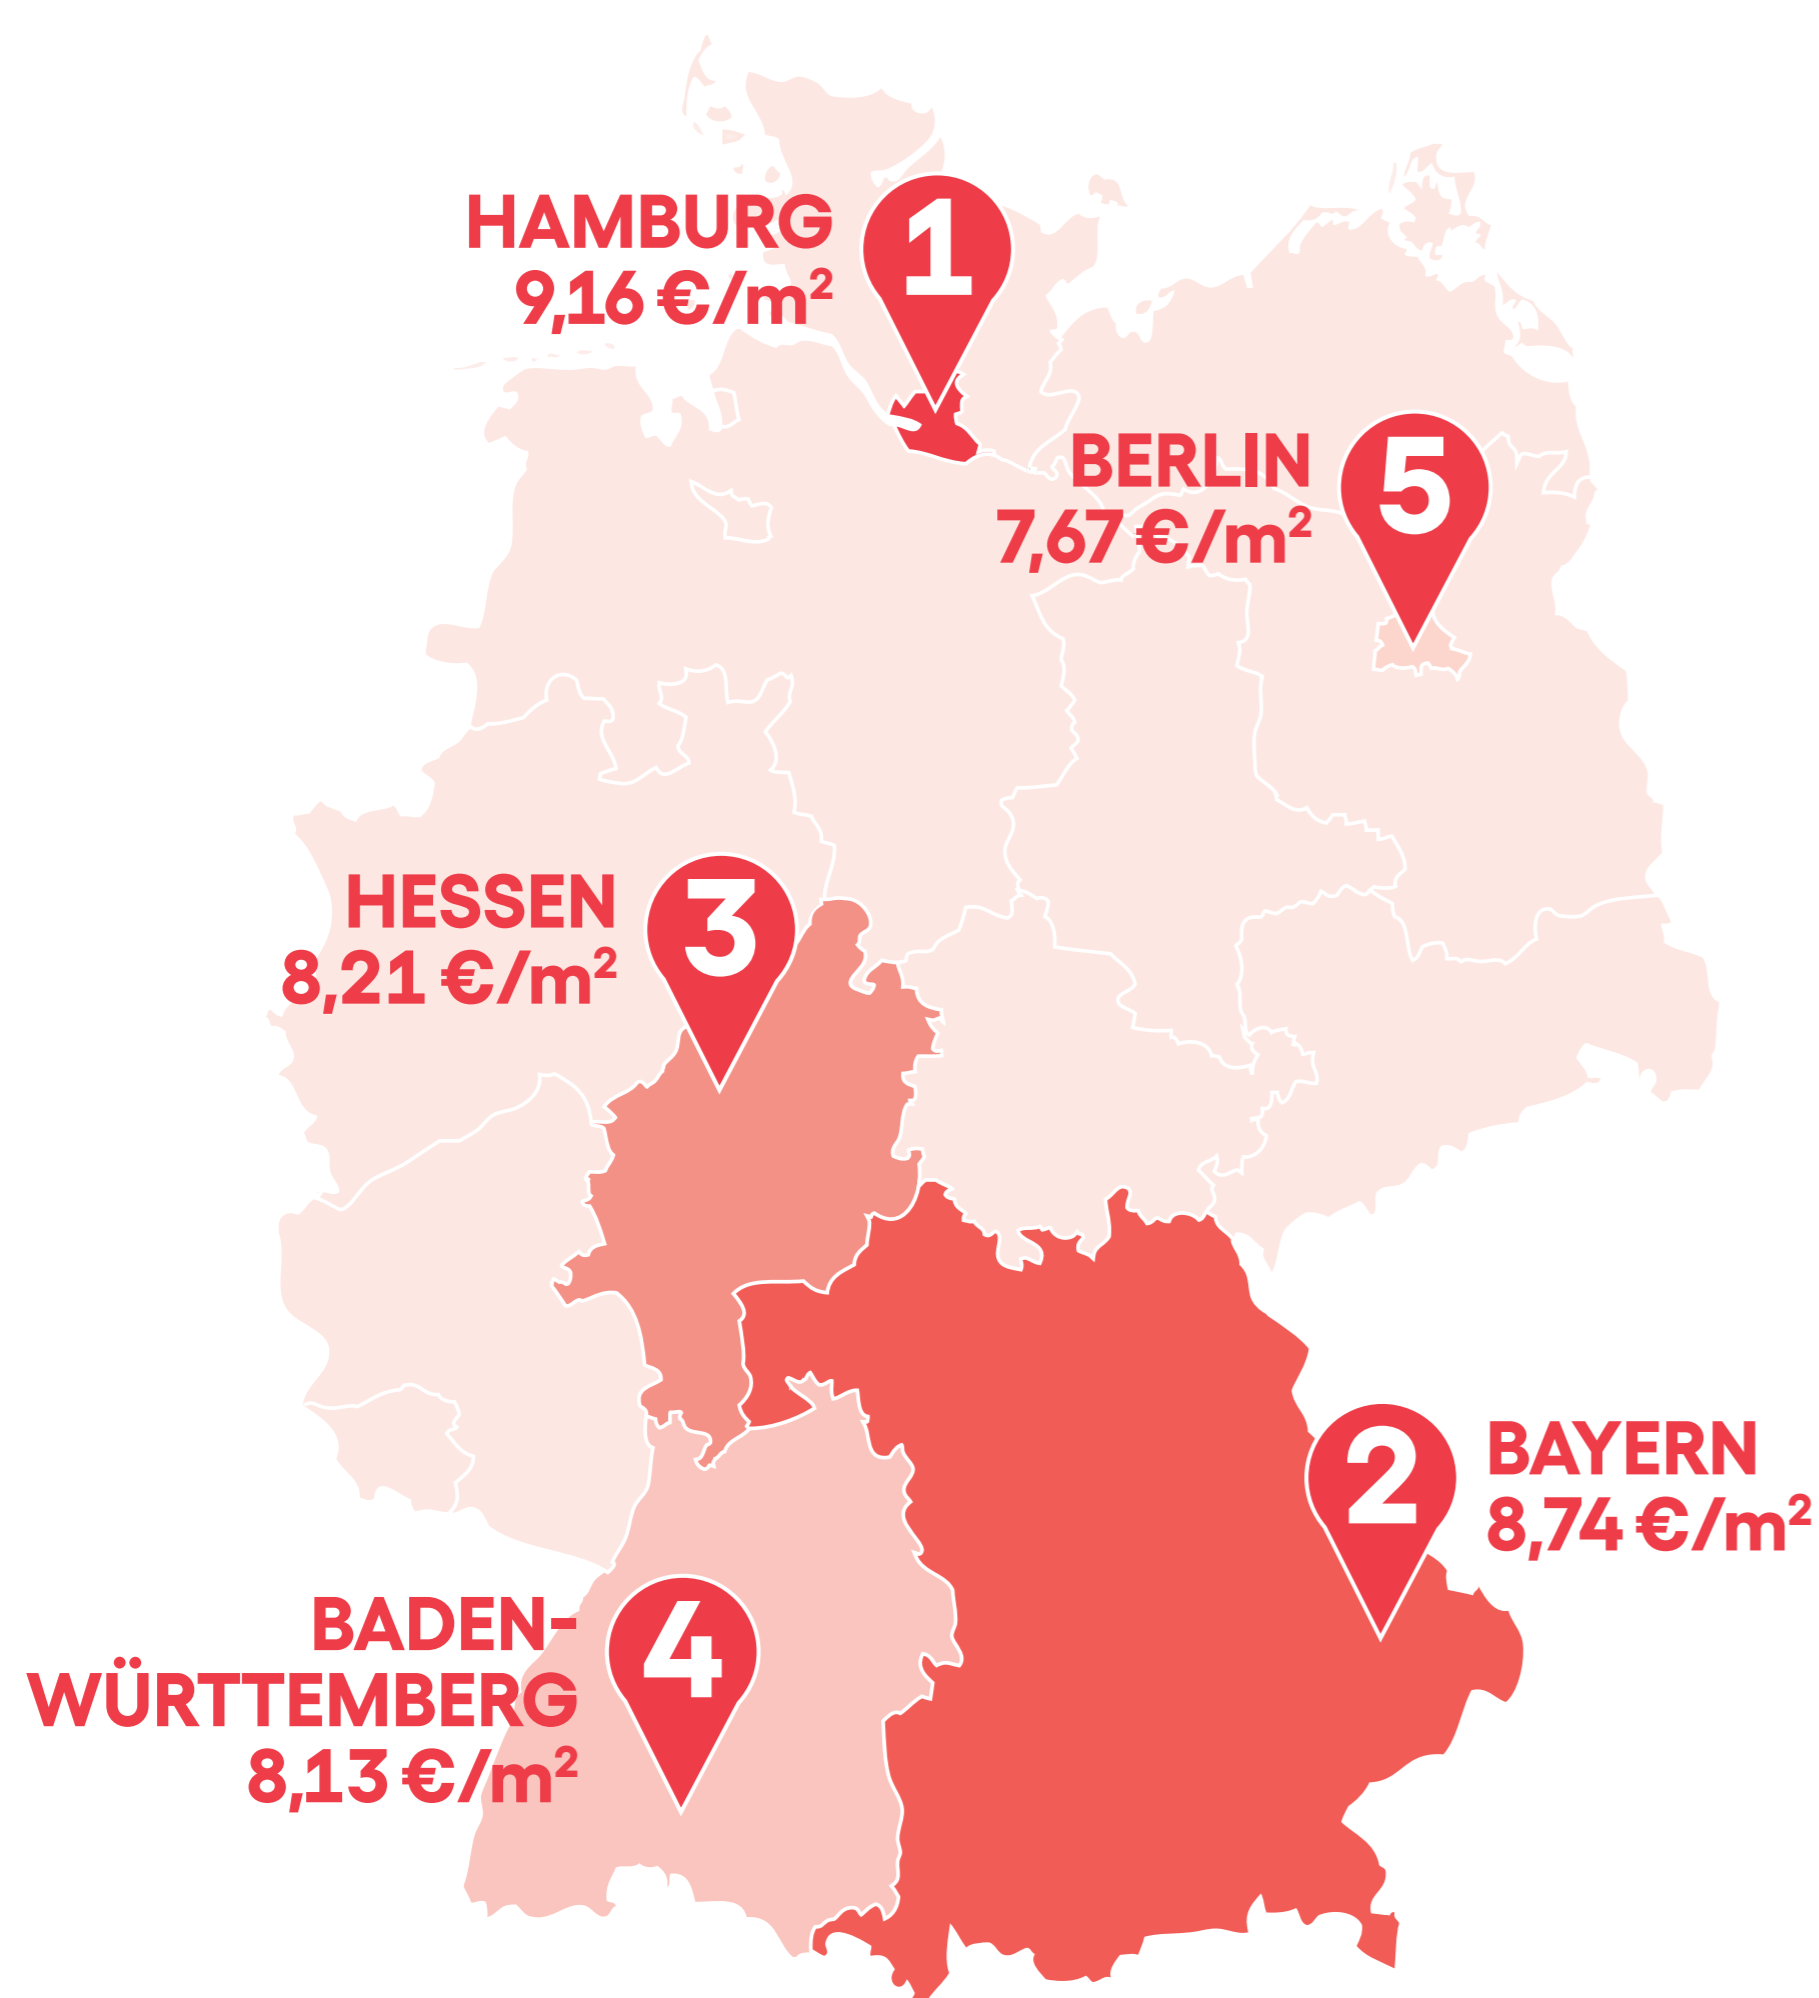 HAMBURG
9,16 €/m²
1
BERLIN
7,67 €/m²
5
HESSEN
8,21 €/m²
3
BAYERN
8,74 €/m²
2
BADEN-
WÜRTTEMBERG
8,13 €/m²
4